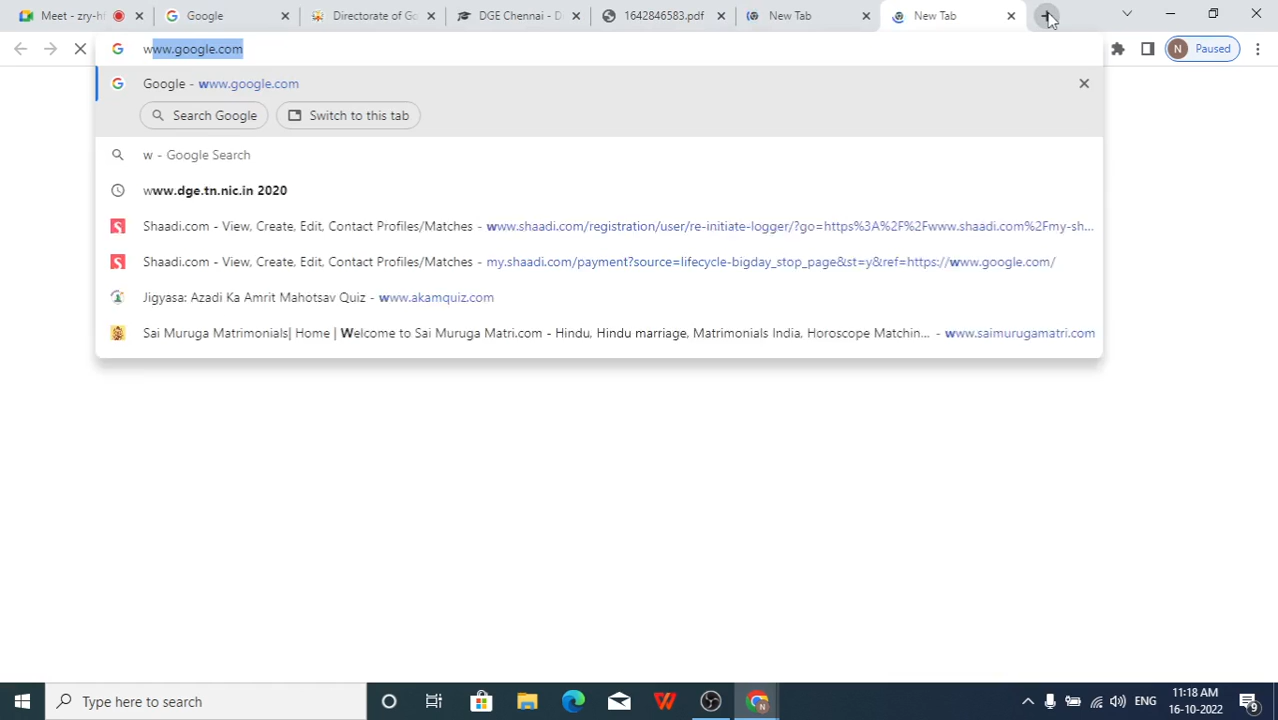 Meet - zry-h
Google
Directorate of Go
DGE Chennai - D
1642846583.pdf
New Tab
New Tab
www.google.com
N Paused
Google - www.google.com
Search Google
Switch to this tab
w - Google Search
www.dge.tn.nic.in 2020
Shaadi.com - View, Create, Edit, Contact Profiles/Matches - www.shaadi.com/registration/user/re-initiate-logger/?go=https%3A%2F%2Fwww.shaadi.com%2Fmy-sh...
Shaadi.com - View, Create, Edit, Contact Profiles/Matches - my.shaadi.com/payment?source=lifecycle-bigday_stop_page&st=y&ref=https://www.google.com/
Jigyasa: Azadi Ka Amrit Mahotsav Quiz - www.akamquiz.com
Sai Muruga Matrimonials| Home | Welcome to Sai Muruga Matri.com - Hindu, Hindu marriage, Matrimonials India, Horoscope Matchin... - www.saimurugamatri.com
Type here to search
ENG
11:18 AM
16-10-2022
9